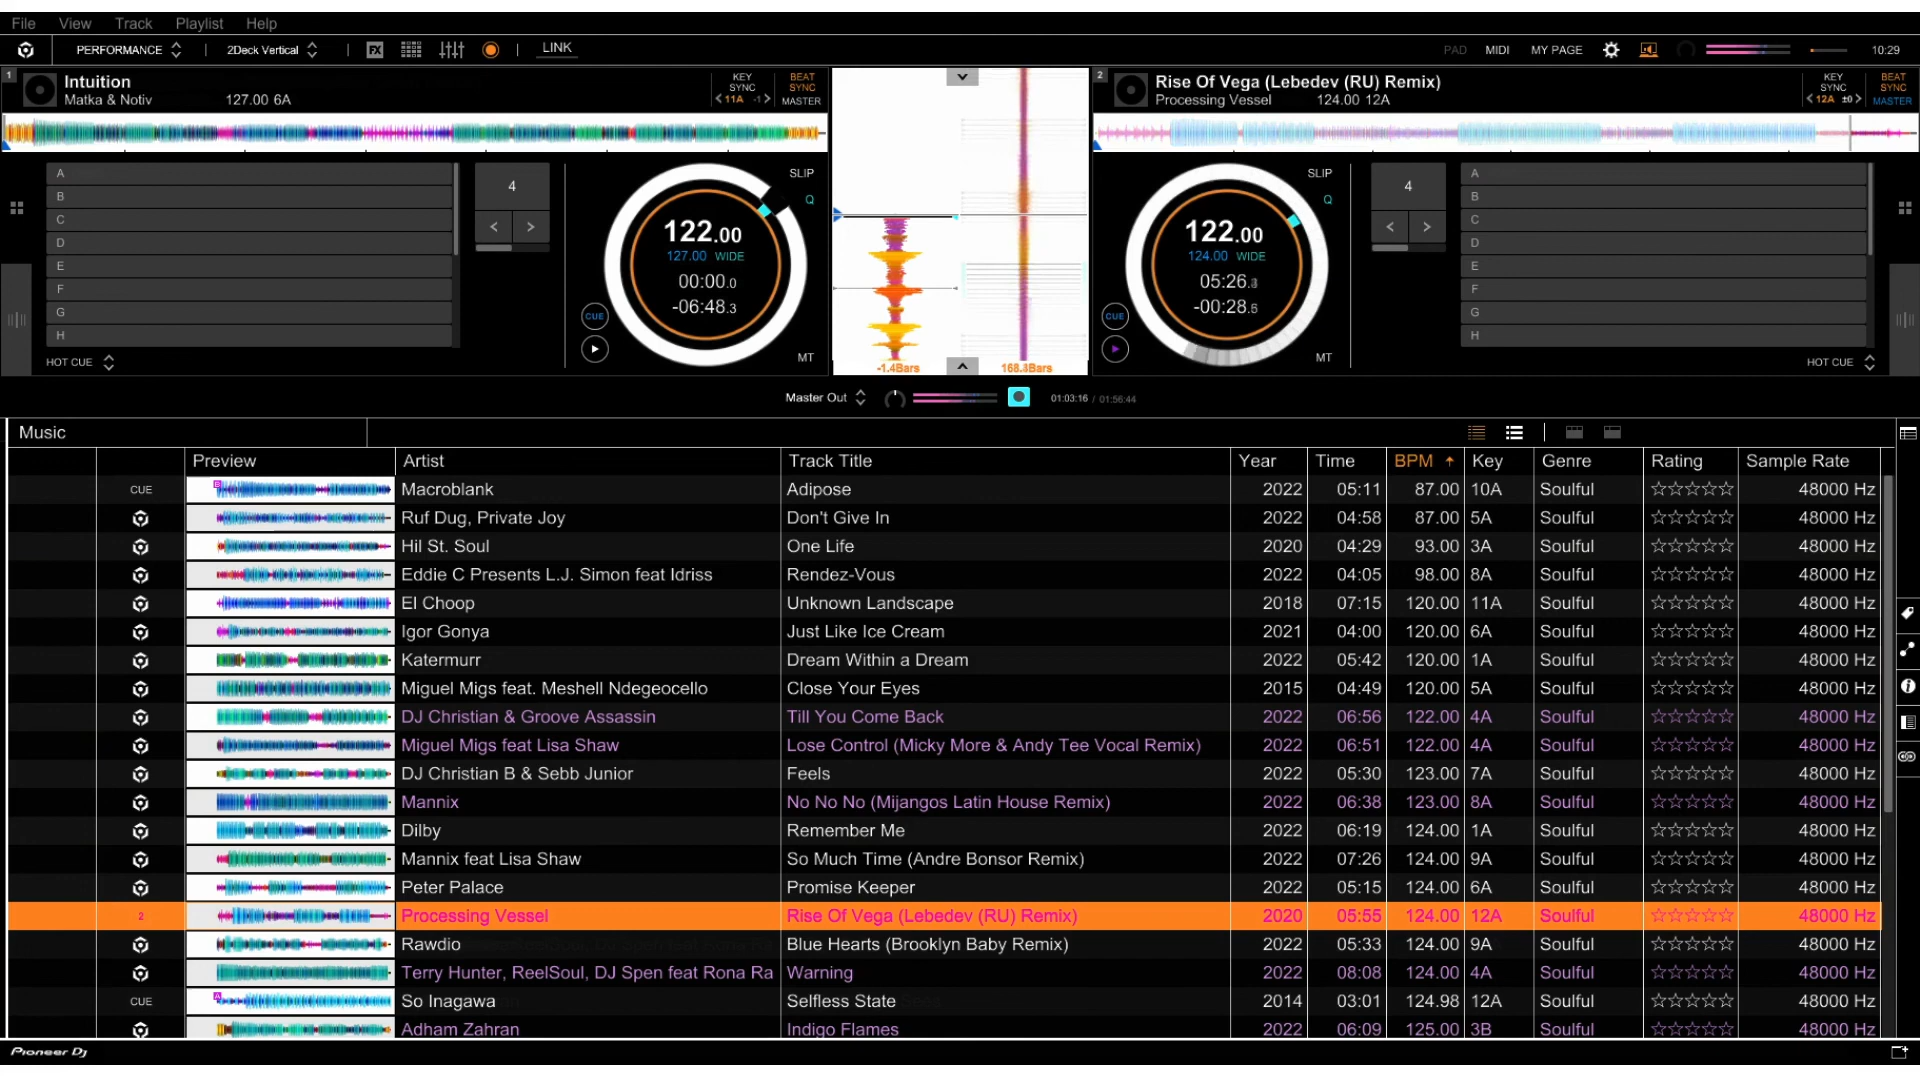 File View Track Playlist Help
PERFORMANCE 2Deck Vertical FX LINK PAD MIDI MY PAGE 10:29
1 Intuition KEY SYNC BEAT SYNC
Matka & Notiv 127.00 6A < 11A -1 > MASTER
2 Rise Of Vega (Lebedev (RU) Remix) KEY SYNC BEAT SYNC
Processing Vessel 124.00 12A < 12A ±0 > MASTER
A
B
C
D
E
F
G
H
HOT CUE
4
< >
SLIP
Q
122.00
127.00 WIDE
00:00.0
-06:48.3
CUE
MT
-1.4Bars 168.3Bars
SLIP
Q
122.00
124.00 WIDE
05:26.3
-00:28.6
CUE
MT
4
< >
A
B
C
D
E
F
G
H
HOT CUE
Master Out 01:03:16 / 01:56:44
Music
Preview Artist Track Title Year Time BPM Key Genre Rating Sample Rate
CUE B Macroblank Adipose 2022 05:11 87.00 10A Soulful 48000 Hz
Ruf Dug, Private Joy Don't Give In 2022 04:58 87.00 5A Soulful 48000 Hz
Hil St. Soul One Life 2020 04:29 93.00 3A Soulful 48000 Hz
Eddie C Presents L.J. Simon feat Idriss Rendez-Vous 2022 04:05 98.00 8A Soulful 48000 Hz
El Choop Unknown Landscape 2018 07:15 120.00 11A Soulful 48000 Hz
Igor Gonya Just Like Ice Cream 2021 04:00 120.00 6A Soulful 48000 Hz
Katermurr Dream Within a Dream 2022 05:42 120.00 1A Soulful 48000 Hz
Miguel Migs feat. Meshell Ndegeocello Close Your Eyes 2015 04:49 120.00 5A Soulful 48000 Hz
DJ Christian & Groove Assassin Till You Come Back 2022 06:56 122.00 4A Soulful 48000 Hz
Miguel Migs feat Lisa Shaw Lose Control (Micky More & Andy Tee Vocal Remix) 2022 06:51 122.00 4A Soulful 48000 Hz
DJ Christian B & Sebb Junior Feels 2022 05:30 123.00 7A Soulful 48000 Hz
Mannix No No No (Mijangos Latin House Remix) 2022 06:38 123.00 8A Soulful 48000 Hz
Dilby Remember Me 2022 06:19 124.00 1A Soulful 48000 Hz
Mannix feat Lisa Shaw So Much Time (Andre Bonsor Remix) 2022 07:26 124.00 9A Soulful 48000 Hz
Peter Palace Promise Keeper 2022 05:15 124.00 6A Soulful 48000 Hz
2 Processing Vessel Rise Of Vega (Lebedev (RU) Remix) 2020 05:55 124.00 12A Soulful 48000 Hz
Rawdio Blue Hearts (Brooklyn Baby Remix) 2022 05:33 124.00 9A Soulful 48000 Hz
Terry Hunter, ReelSoul, DJ Spen feat Rona Ra Warning 2022 08:08 124.00 4A Soulful 48000 Hz
CUE A So Inagawa Selfless State 2014 03:01 124.98 12A Soulful 48000 Hz
Adham Zahran Indigo Flames 2022 06:09 125.00 3B Soulful 48000 Hz
Pioneer Dj